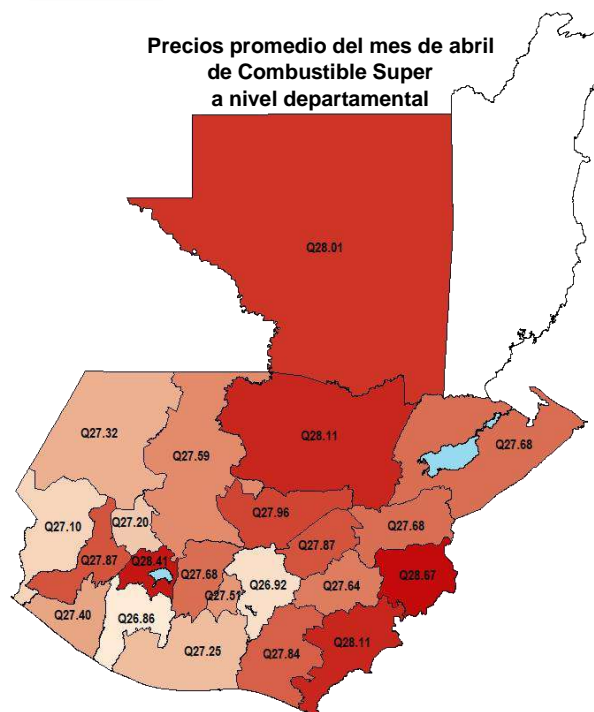 Precios promedio del mes de abril
de Combustible Super
a nivel departamental
Q28.01
Q27.32
Q27.59
Q28.11
Q27.68
Q27.10
Q27.20
Q27.96
Q27.68
Q27.87
Q28.41
Q27.68
Q27.87
Q26.92
Q27.51
Q27.64
Q28.67
Q27.40
Q26.86
Q27.25
Q27.84
Q28.11